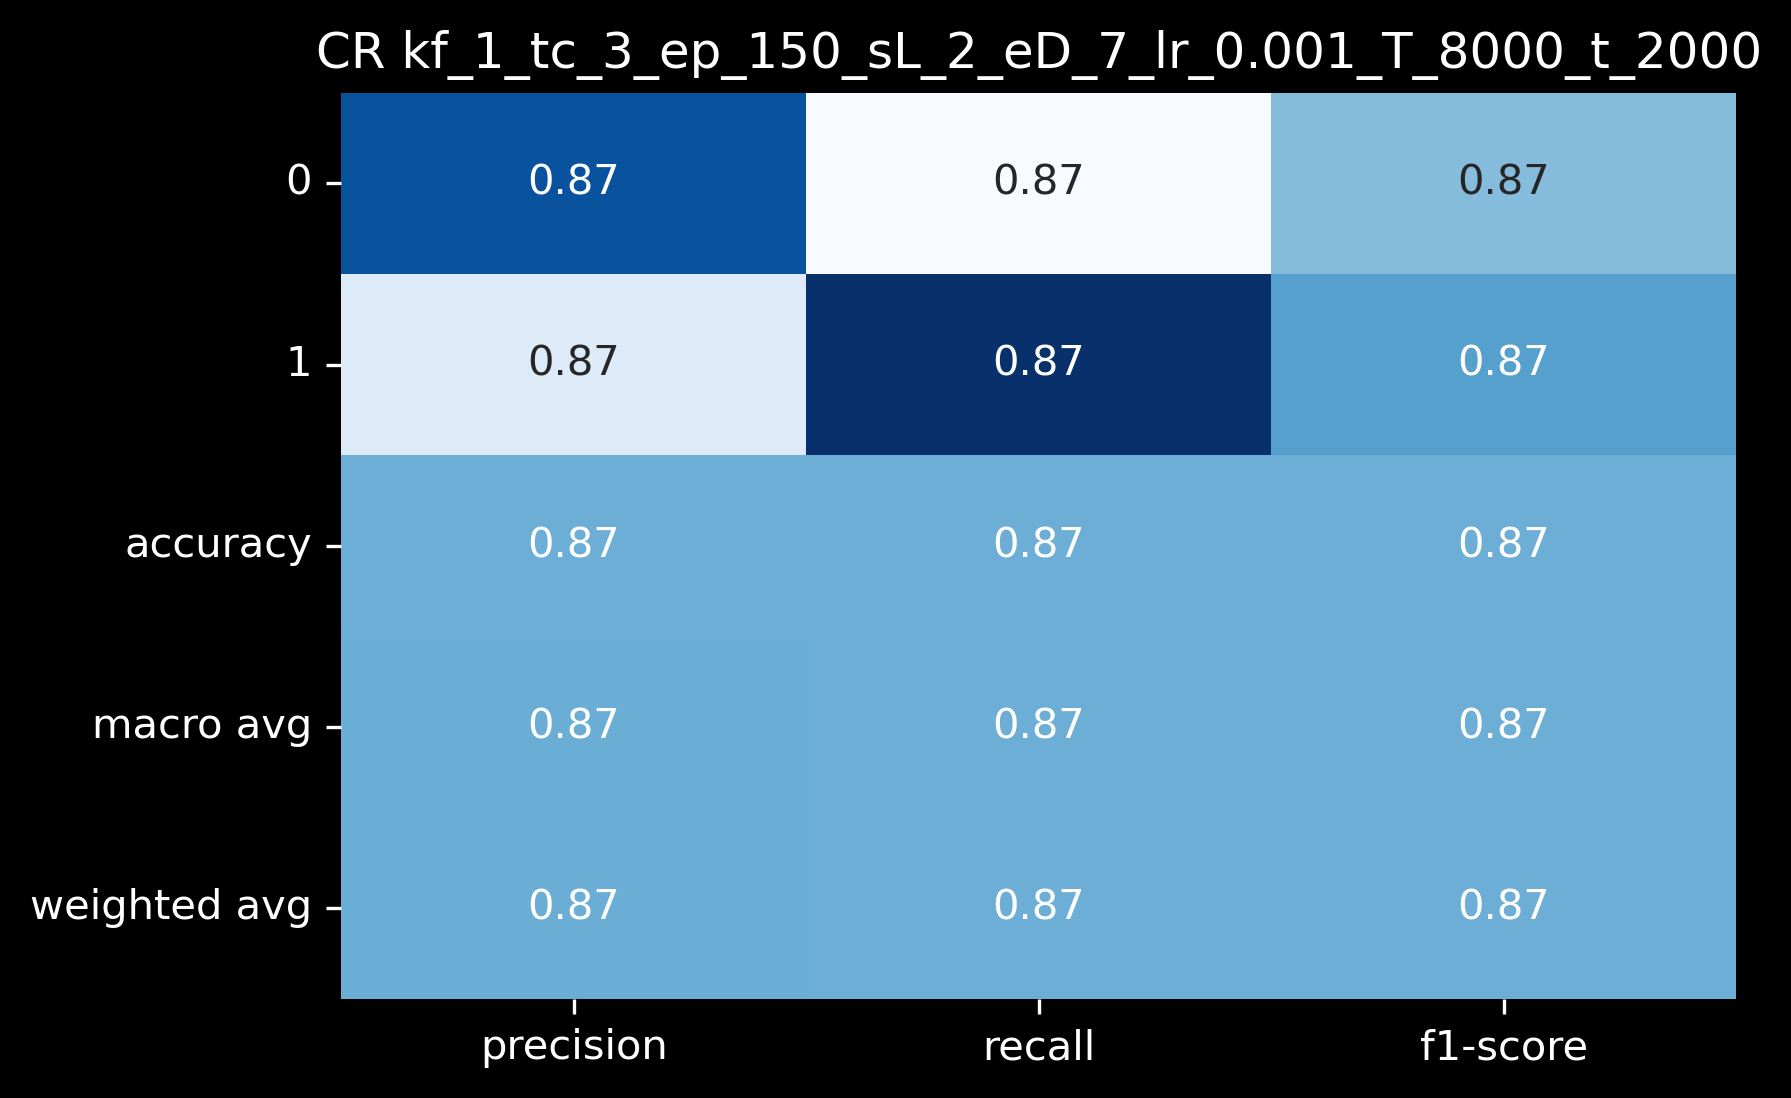 CR kf_1_tc_3_ep_150_sL_2_eD_7_lr_0.001_T_8000_t_2000
0 0.87 0.87 0.87
1 0.87 0.87 0.87
accuracy 0.87 0.87 0.87
macro avg 0.87 0.87 0.87
weighted avg 0.87 0.87 0.87
precision recall f1-score